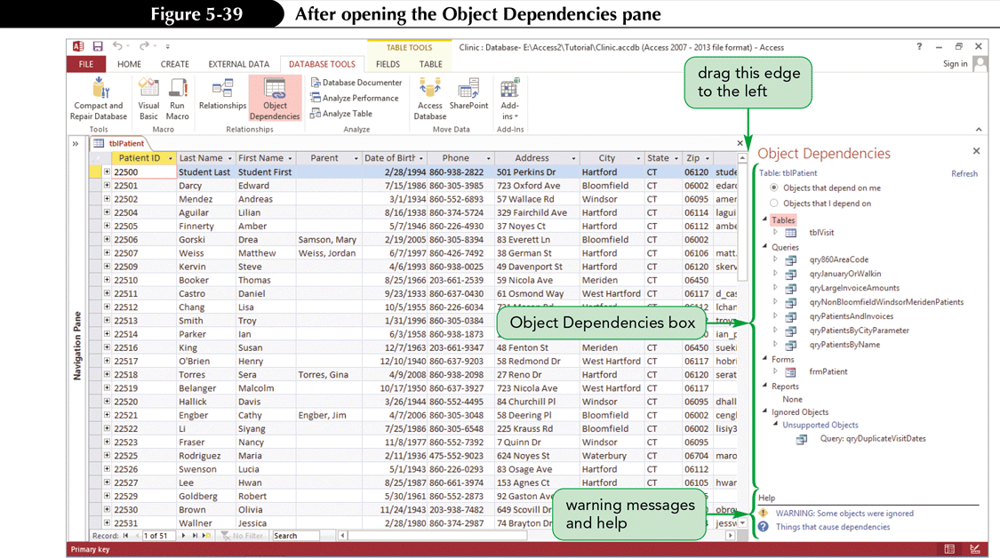 Figure 5-39 After opening the Object Dependencies pane
TABLE TOOLS Clinic : Database- E:\Access2\Tutorial\Clinic.accdb (Access 2007 - 2013 file format) - Access
FILE HOME CREATE EXTERNAL DATA DATABASE TOOLS FIELDS TABLE Sign in
drag this edge
to the left
Compact and
Repair Database
Visual
Basic
Run
Macro
Relationships
Object
Dependencies
Database Documenter
Analyze Performance
Analyze Table
Access
Database
SharePoint
Add-
ins
Tools Macro Relationships Analyze Move Data Add-Ins
tblPatient
Patient ID Last Name First Name Parent Date of Birth Phone Address City State Zip
22500 Student Last Student First 2/28/1994 860-938-2822 501 Perkins Dr Hartford CT 06120 stude
22501 Darcy Edward 7/15/1986 860-305-3985 723 Oxford Ave Bloomfield CT 06002 edarc
22502 Mendez Andreas 3/1/1934 860-552-6893 57 Wallace Rd Windsor CT 06095 amer
22504 Aguilar Lilian 8/16/1938 860-374-5724 329 Fairchild Ave Hartford CT 06114 lagui
22505 Finnerty Amber 5/7/1946 860-226-4930 37 Noyes Ct Hartford CT 06112 ambe
22506 Gorski Drea Samson, Mary 2/19/2005 860-305-8394 83 Everett Ln Bloomfield CT 06002
22507 Weiss Matthew Weiss, Jordan 6/7/1997 860-426-7492 38 German St Hartford CT 06106 matt.
22509 Kervin Steve 4/6/1993 860-938-0025 49 Davenport St Hartford CT 06120 skerv
22510 Booker Thomas 8/25/1966 203-661-2539 59 Nicola Ave Meriden CT 06450
22511 Castro Daniel 9/23/1933 860-637-0430 61 Osmond Way West Hartford CT 06117 d_cas
22512 Chang Lisa 10/5/1955 860-226-6034 Hartford CT 06112 lchan
22513 Smith Troy 1/31/1996 860-305-0384 troy
22514 Parker Ian 6/3/1958 860-938-1873 ian_p
22516 King Susan 12/7/1963 203-661-9347 48 Fenton St Meriden CT 06450 sueki
22517 O'Brien Henry 12/10/1940 860-637-9203 58 Redmond Dr West Hartford CT 06117 hobri
22518 Torres Sera Torres, Gina 4/9/2008 860-938-2098 27 Reno Dr Hartford CT 06120 serat
22519 Belanger Malcolm 10/17/1950 860-637-3927 723 Nicola Ave West Hartford CT 06117
22520 Hallick Davis 3/26/1944 860-552-4495 84 Churchill Pl Windsor CT 06095 dhall
22521 Engber Cathy Engber, Jim 4/7/2006 860-305-3048 58 Deering Pl Bloomfield CT 06002 cengl
22522 Li Siyang 7/25/1986 860-305-6548 225 Krauss Rd Bloomfield CT 06002 lisiy3
22523 Fraser Nancy 11/8/1977 860-552-7392 7 Quinn Dr Windsor CT 06095
22525 Rodriguez Maria 2/11/1936 475-552-9023 624 Noyes St Waterbury CT 06704 maro
22526 Swenson Lucia 5/1/1943 860-226-0293 83 Osage Ave Hartford CT 06112
22527 Lee Hwan 8/25/1987 860-661-3974 153 Agnes Ct Hartford CT 06105 hwar
22529 Goldberg Robert 5/30/1961 860-552-2873 92 Gaston Ave
22530 Brown Olivia 11/24/1943 203-938-7482 649 Scovill Dr obro
22531 Wallner Jessica 2/28/1980 860-374-2987 74 Brayton Dr jessw
Record: 1 of 51 No Filter Search
Primary key
Navigation Pane
Object Dependencies box
warning messages
and help
Object Dependencies
Table: tblPatient Refresh
Objects that depend on me
Objects that I depend on
Tables
tblVisit
Queries
qry860AreaCode
qryJanuaryOrWalkin
qryLargeInvoiceAmounts
qryNonBloomfieldWindsorMeridenPatients
qryPatientsAndInvoices
qryPatientsByCityParameter
qryPatientsByName
Forms
frmPatient
Reports
None
Ignored Objects
Unsupported Objects
Query: qryDuplicateVisitDates
Help
WARNING: Some objects were ignored
Things that cause dependencies